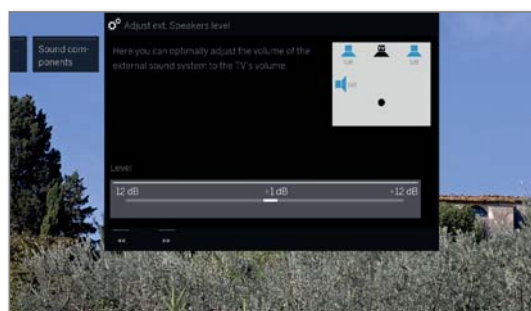 Adjust ext. Speakers level
Sound com-
ponents
Here you can optimally adjust the volume of the
external sound system to the TV's volume.
TV
Level
-12 dB +1 dB +12 dB